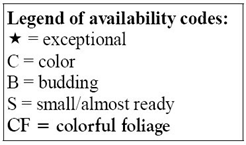 Legend of availability codes:
★ = exceptional
C = color
B = budding
S = small/almost ready
CF = colorful foliage